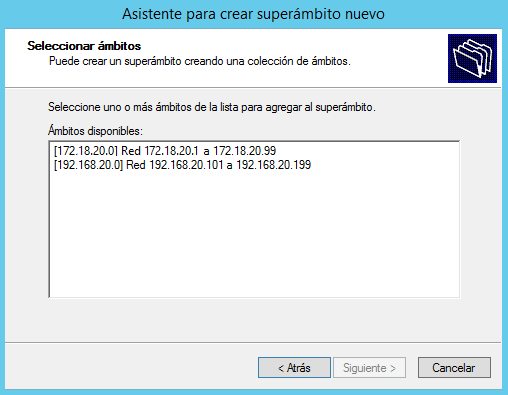 Asistente para crear superámbito nuevo
Seleccionar ámbitos
Puede crear un superámbito creando una colección de ámbitos.
Seleccione uno o más ámbitos de la lista para agregar al superámbito.
Ámbitos disponibles:
[172.18.20.0] Red 172.18.20.1 a 172.18.20.99
[192.168.20.0] Red 192.168.20.101 a 192.168.20.199
< Atrás
Siguiente >
Cancelar